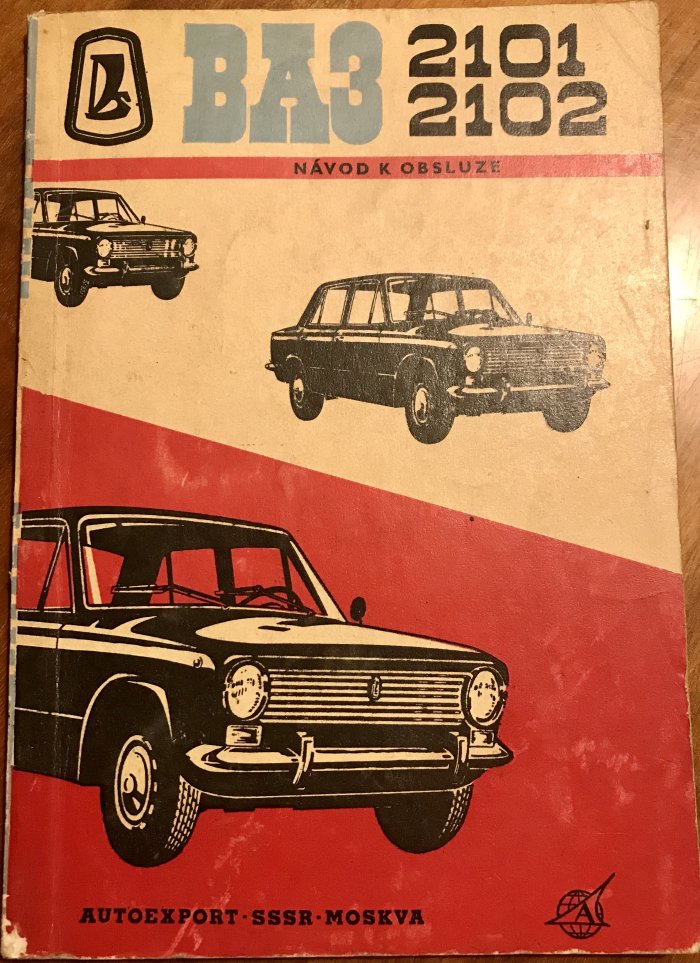 ВАЗ 2101
2102
NÁVOD K OBSLUZE
AUTOEXPORT·SSSR·MOSKVA
A